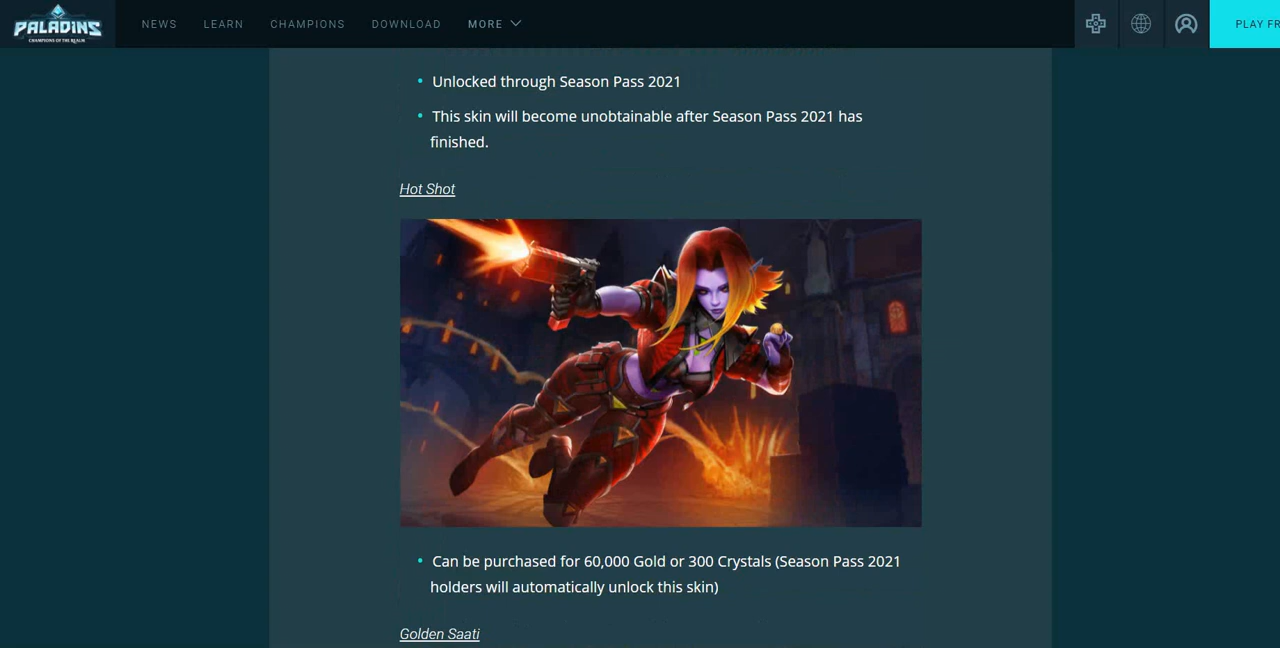 PALADINS
CHAMPIONS OF THE REALM
NEWS
LEARN
CHAMPIONS
DOWNLOAD
MORE
PLAY FR
• Unlocked through Season Pass 2021
• This skin will become unobtainable after Season Pass 2021 has
finished.
Hot Shot
• Can be purchased for 60,000 Gold or 300 Crystals (Season Pass 2021
holders will automatically unlock this skin)
Golden Saati